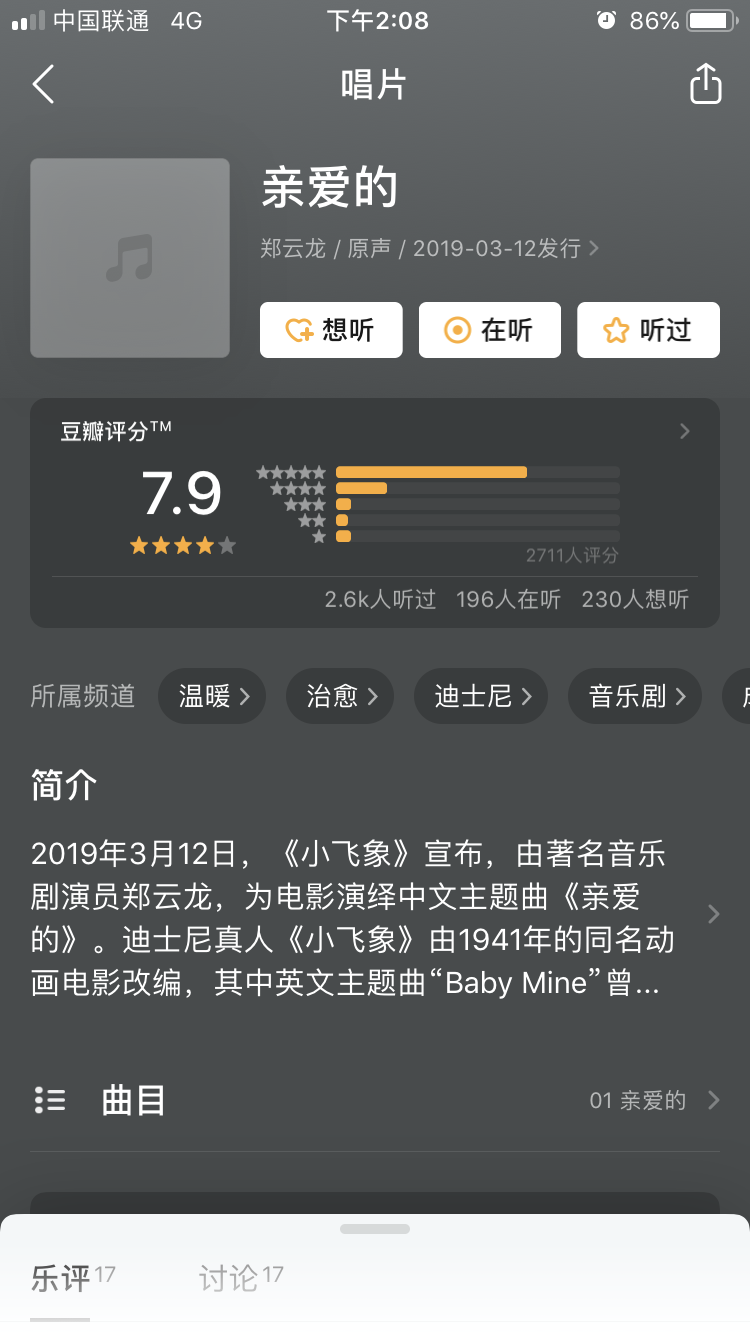 中国联通 4G 下午2:08 86%
唱片
亲爱的
郑云龙 / 原声 / 2019-03-12发行
想听 在听 听过
豆瓣评分TM
7.9
2711人评分
2.6k人听过 196人在听 230人想听
所属频道 温暖 治愈 迪士尼 音乐剧
简介
2019年3月12日，《小飞象》宣布，由著名音乐
剧演员郑云龙，为电影演绎中文主题曲《亲爱
的》。迪士尼真人《小飞象》由1941年的同名动
画电影改编，其中英文主题曲“Baby Mine”曾...
曲目 01 亲爱的
乐评 17 讨论 17